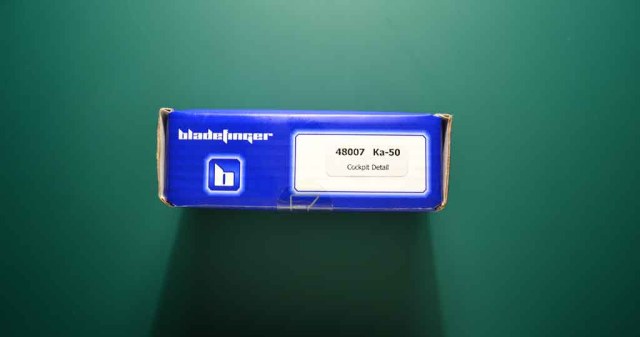 bladefinger
48007 Ka-50
Cockpit Detail